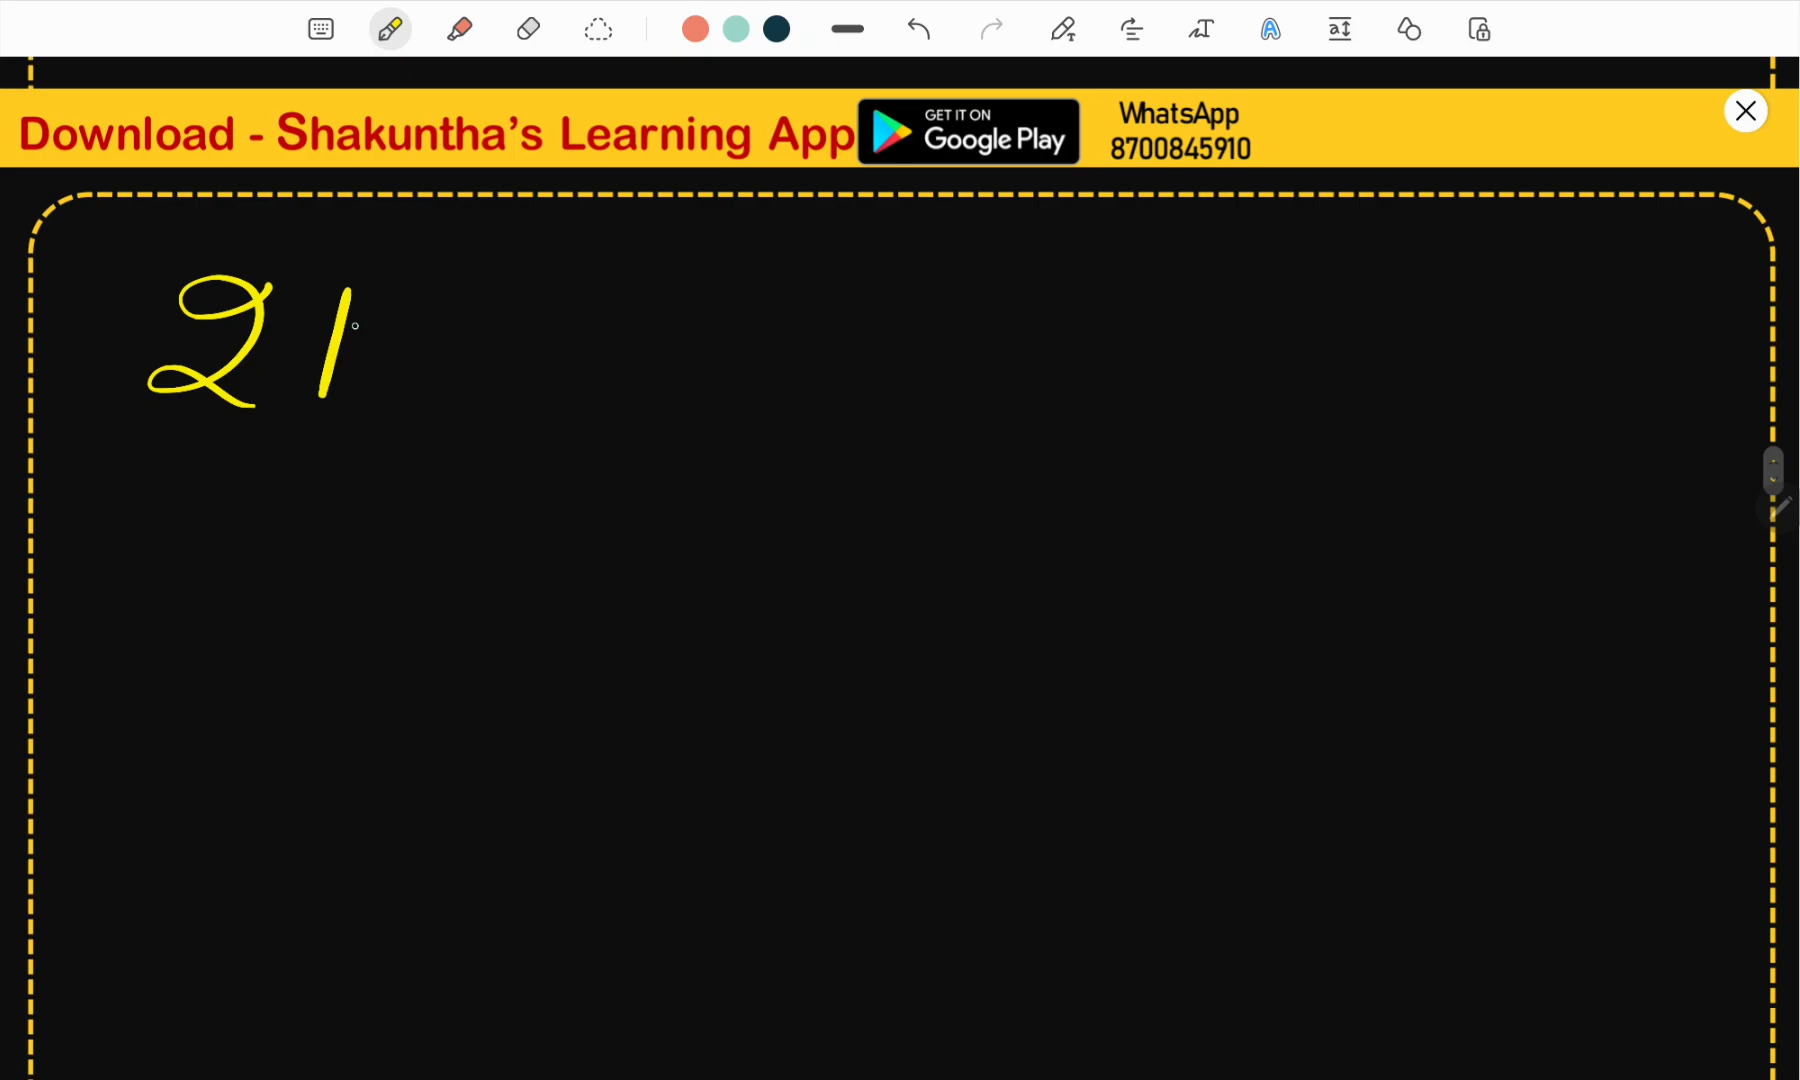 Download - Shakuntha's Learning App
GET IT ON
Google Play
WhatsApp
8700845910
21